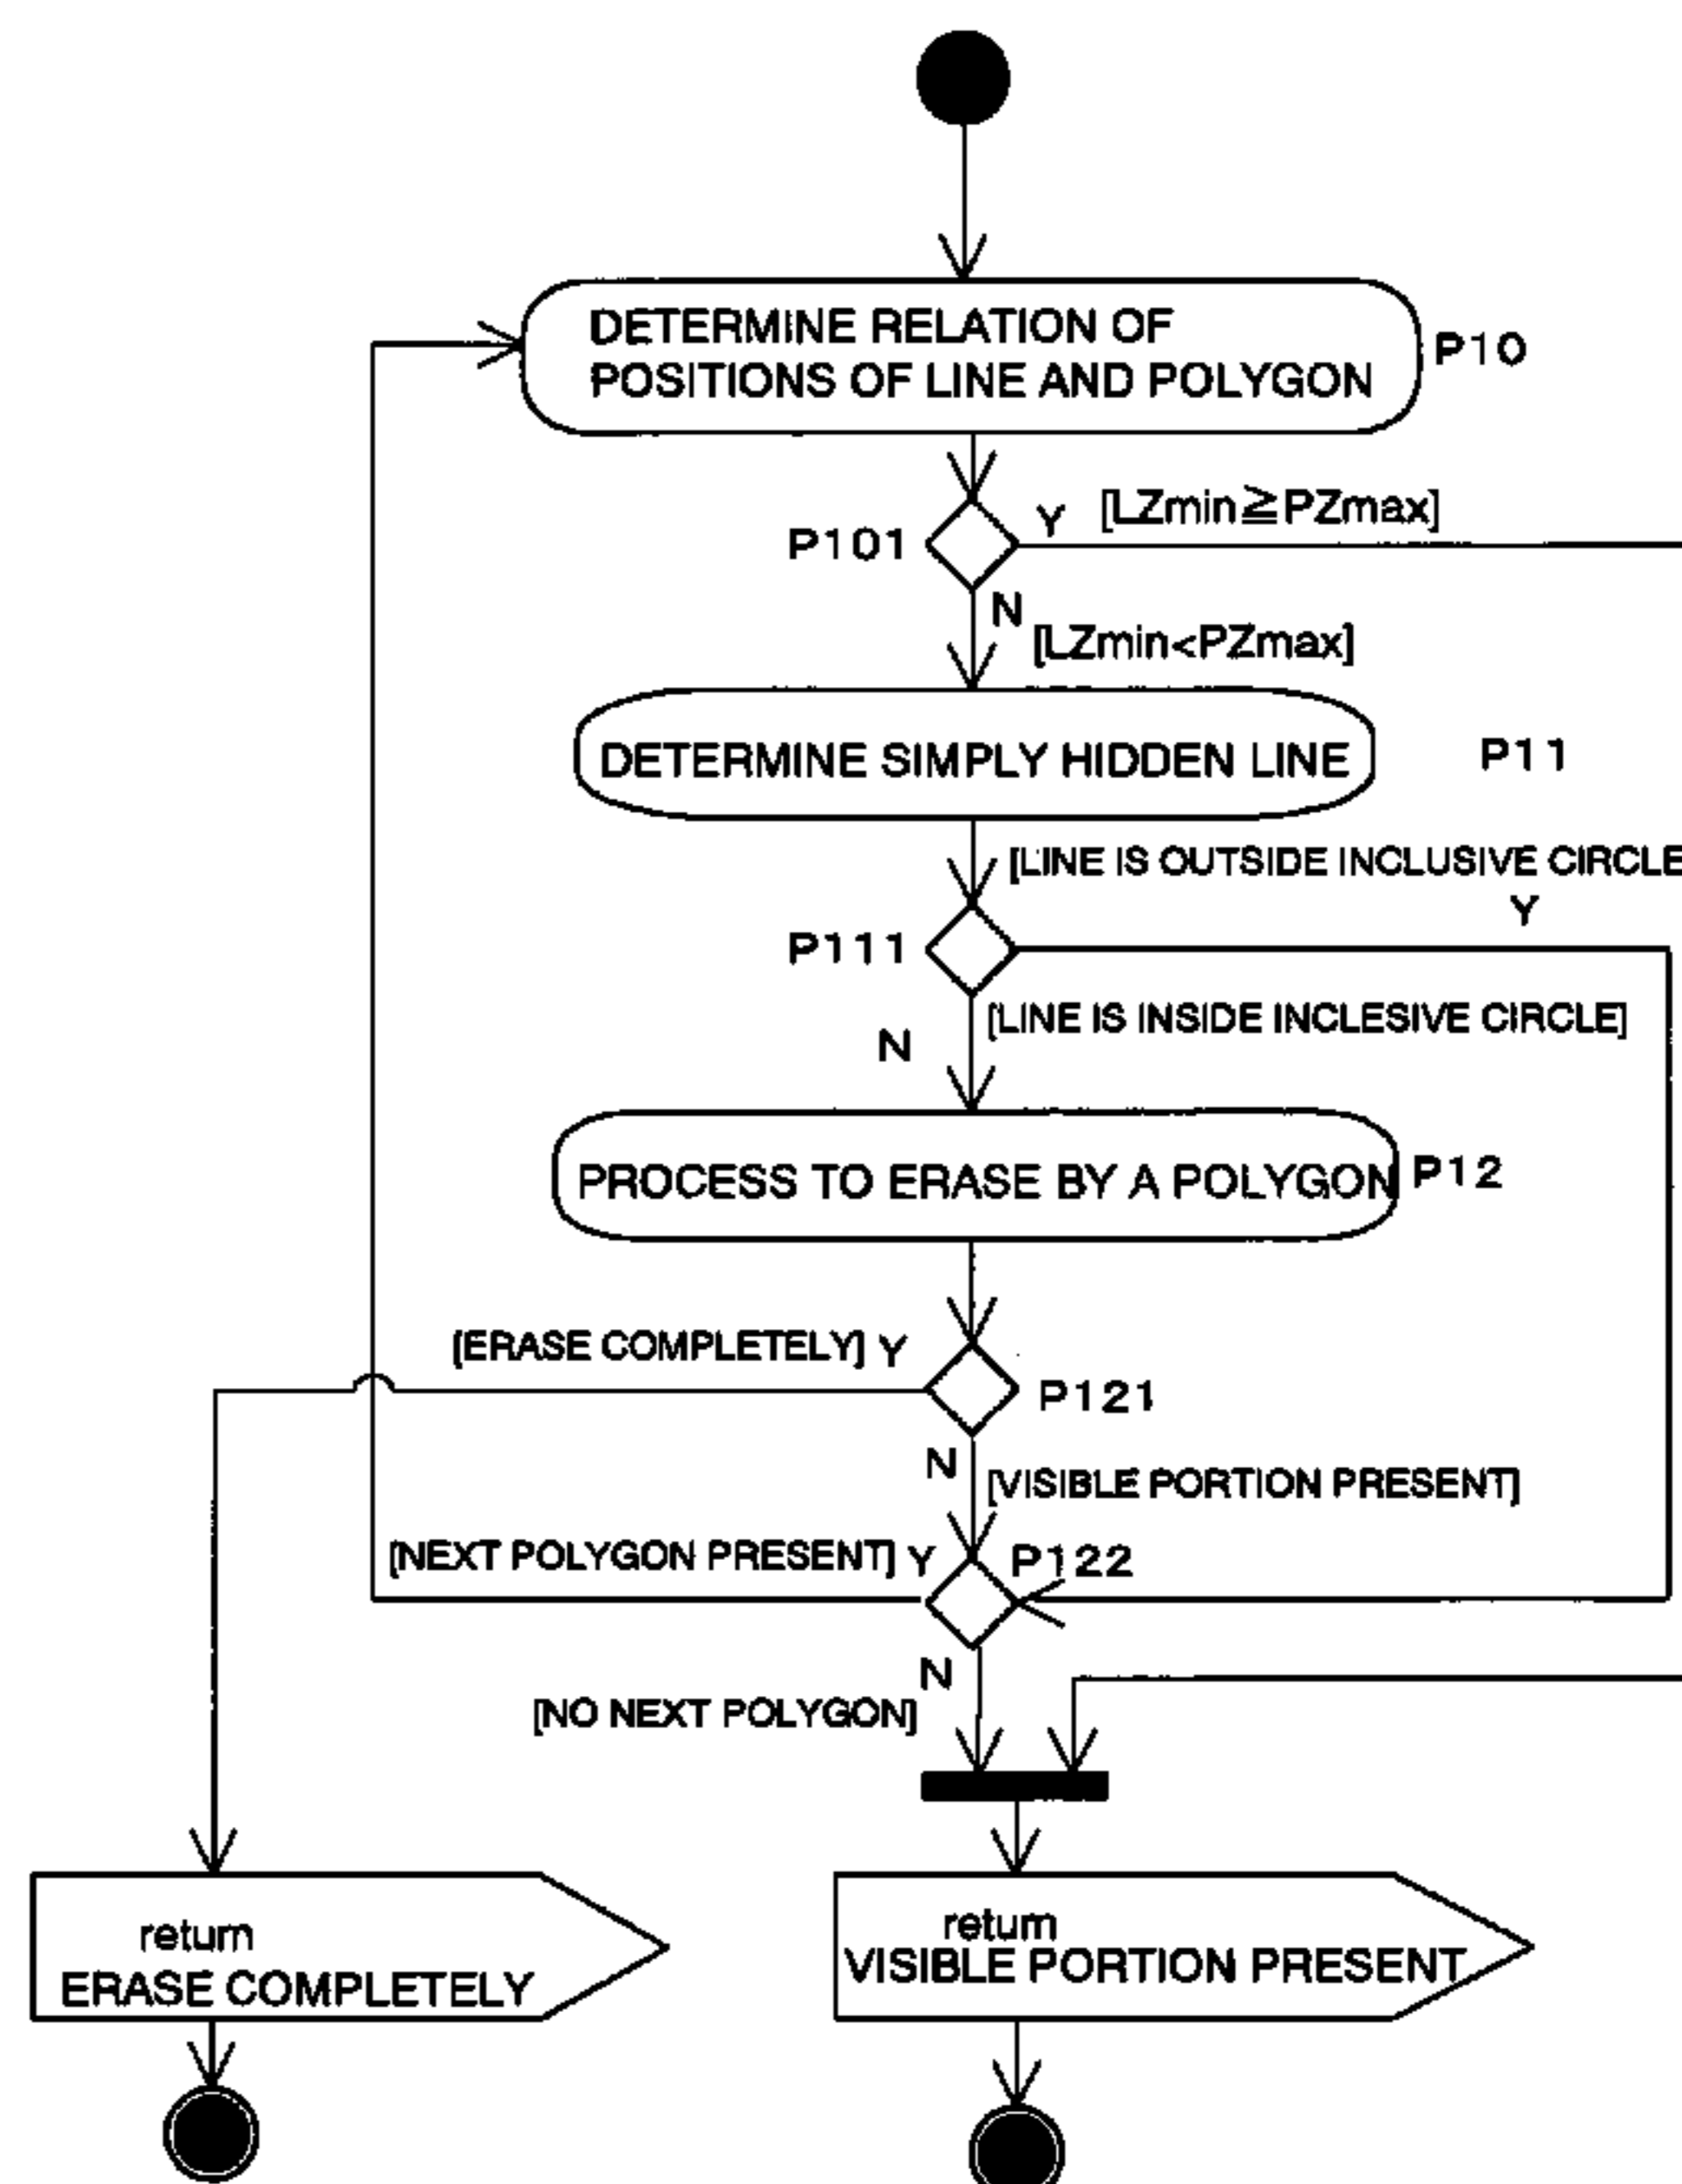 DETERMINE RELATION OF
POSITIONS OF LINE AND POLYGON
P10
P101
Y [LZmin≧PZmax]
N
[LZmin<PZmax]
DETERMINE SIMPLY HIDDEN LINE
P11
[LINE IS OUTSIDE INCLUSIVE CIRCLE
Y
P111
[LINE IS INSIDE INCLESIVE CIRCLE]
N
PROCESS TO ERASE BY A POLYGON
P12
[ERASE COMPLETELY] Y
P121
N
[VISIBLE PORTION PRESENT]
[NEXT POLYGON PRESENT] Y
P122
N
[NO NEXT POLYGON]
return
ERASE COMPLETELY
return
VISIBLE PORTION PRESENT